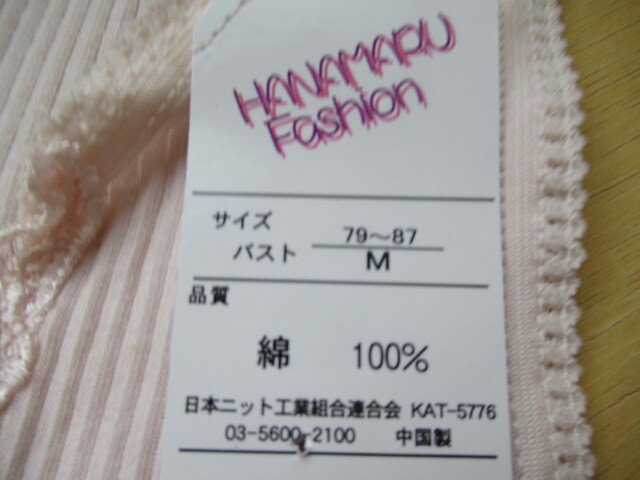 HANAMARU
Fashion
サイズ
バスト 79～87
M
品質
綿 100%
日本ニット工業組合連合会 KAT-5776
03-5600-2100 中国製